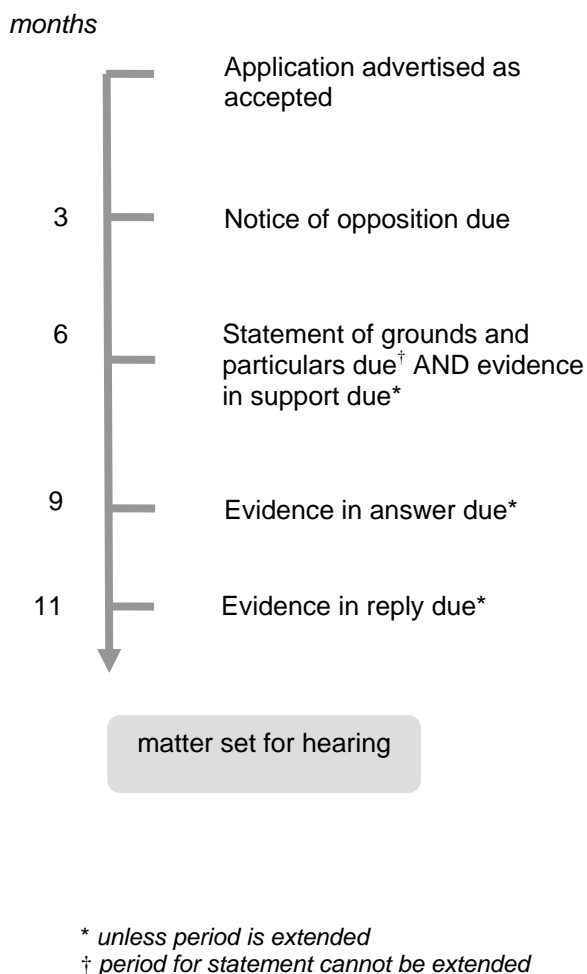 months
Application advertised as
accepted
3
Notice of opposition due
6
Statement of grounds and
particulars due† AND evidence
in support due*
9
Evidence in answer due*
11
Evidence in reply due*
matter set for hearing
* unless period is extended
† period for statement cannot be extended